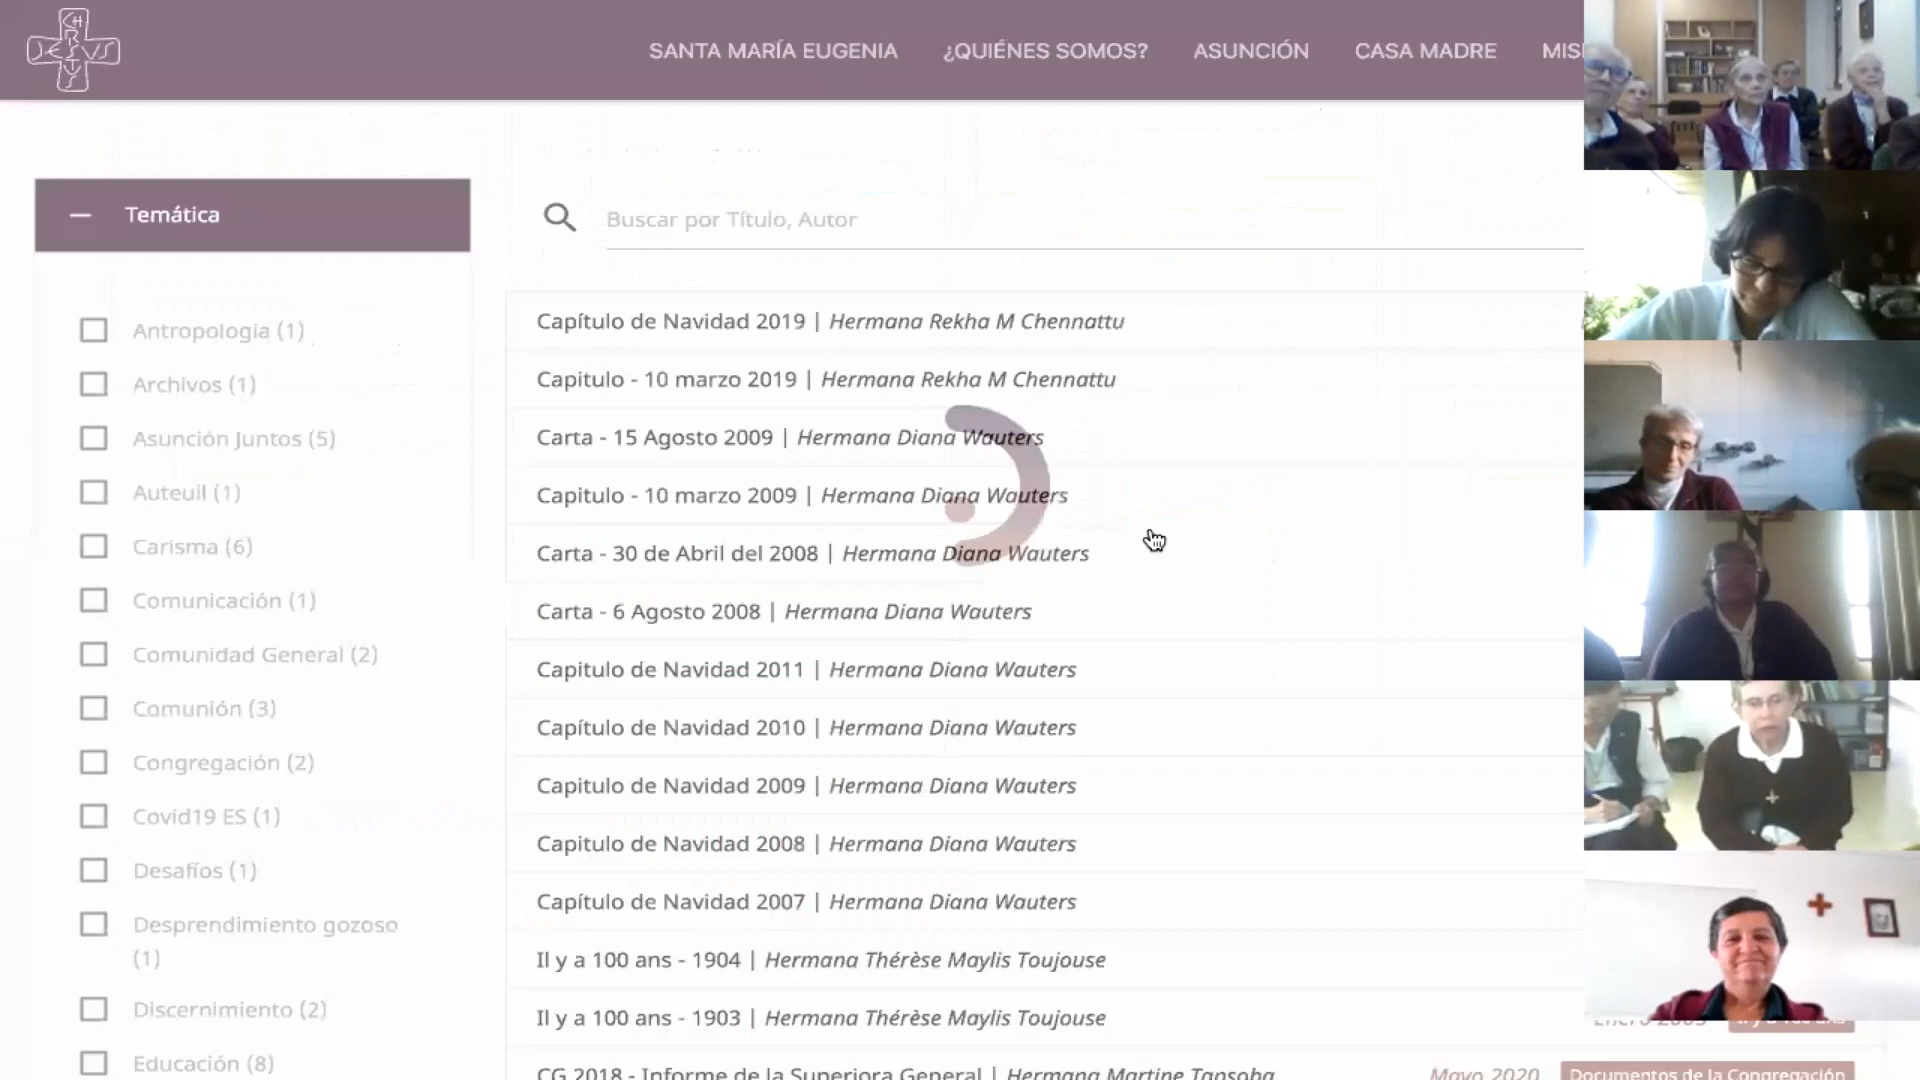 CHRISTUS
JESUS
SANTA MARÍA EUGENIA ¿QUIÉNES SOMOS? ASUNCIÓN CASA MADRE
Temática
Buscar por Título, Autor
Antropologia (1)
Archivos (1)
Asunción Juntos (5)
Auteuil (1)
Carisma (6)
Comunicación (1)
Comunidad General (2)
Comunión (3)
Congregación (2)
Covid19 ES (1)
Desafíos (1)
Desprendimiento gozoso
(1)
Discernimiento (2)
Educación (8)
Capítulo de Navidad 2019 | Hermana Rekha M Chennattu
Capitulo - 10 marzo 2019 | Hermana Rekha M Chennattu
Carta - 15 Agosto 2009 | Hermana Diana Wauters
Capitulo - 10 marzo 2009 | Hermana Diana Wauters
Carta - 30 de Abril del 2008 | Hermana Diana Wauters
Carta - 6 Agosto 2008 | Hermana Diana Wauters
Capitulo de Navidad 2011 | Hermana Diana Wauters
Capítulo de Navidad 2010 | Hermana Diana Wauters
Capitulo de Navidad 2009 | Hermana Diana Wauters
Capitulo de Navidad 2008 | Hermana Diana Wauters
Capítulo de Navidad 2007 | Hermana Diana Wauters
Il y a 100 ans - 1904 | Hermana Thérèse Maylis Toujouse
Il y a 100 ans - 1903 | Hermana Thérèse Maylis Toujouse
CG 2018 - Informe de la Superiora General | Hermana Martine Tapsoba Mayo 2020 Documentos de la Congregación